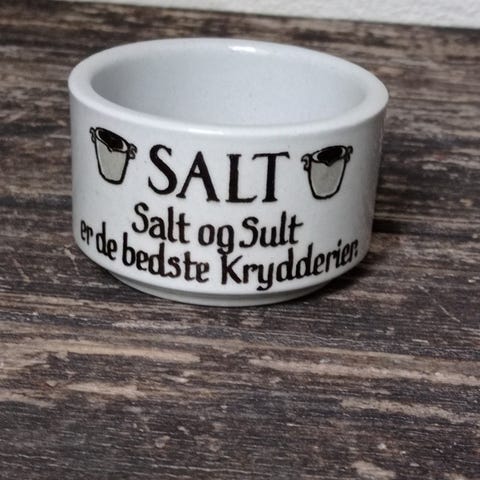 SALT
Salt og Sult
er de bedste Krydderier.